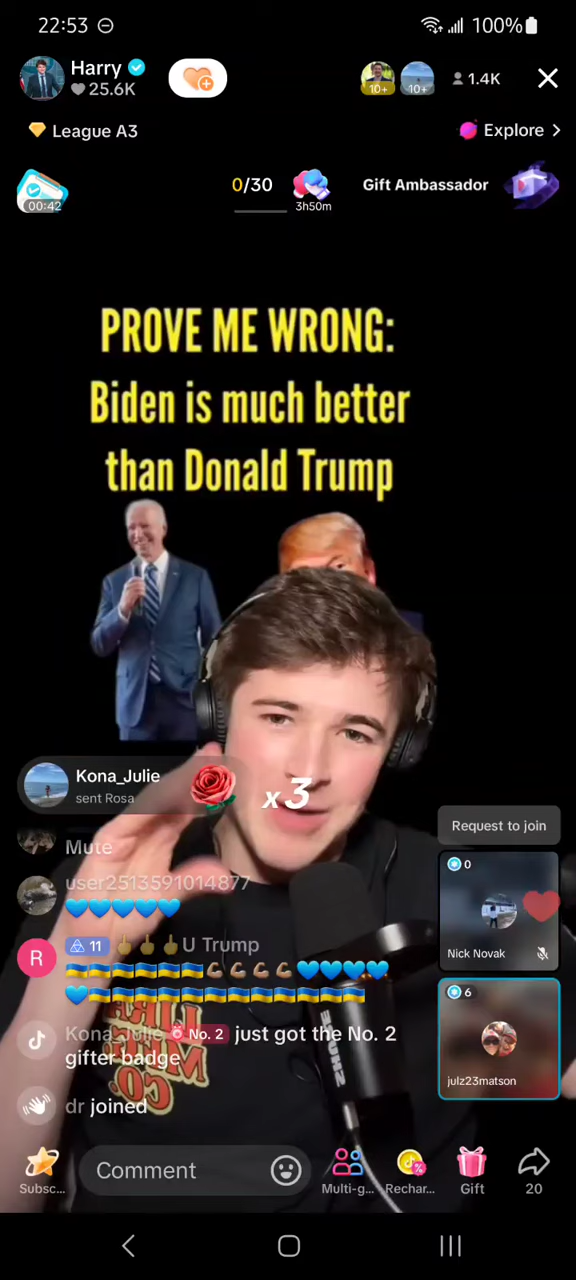 22:53
100%
Harry
25.6K
10+
10+
1.4K
League A3
Explore >
00:42
0/30
3h50m
Gift Ambassador
PROVE ME WRONG:
Biden is much better
than Donald Trump
Kona_Julie
sent Rosa
x3
Mute
user2513591014877
💙💙💙💙💙
R
11 🖕🖕🖕U Trump
Kona_Julie No. 2 just got the No. 2
gifter badge
dr joined
Request to join
0
Nick Novak
6
julz23matson
SHURE
Subsc...
Comment
Multi-g...
Rechar...
Gift
20